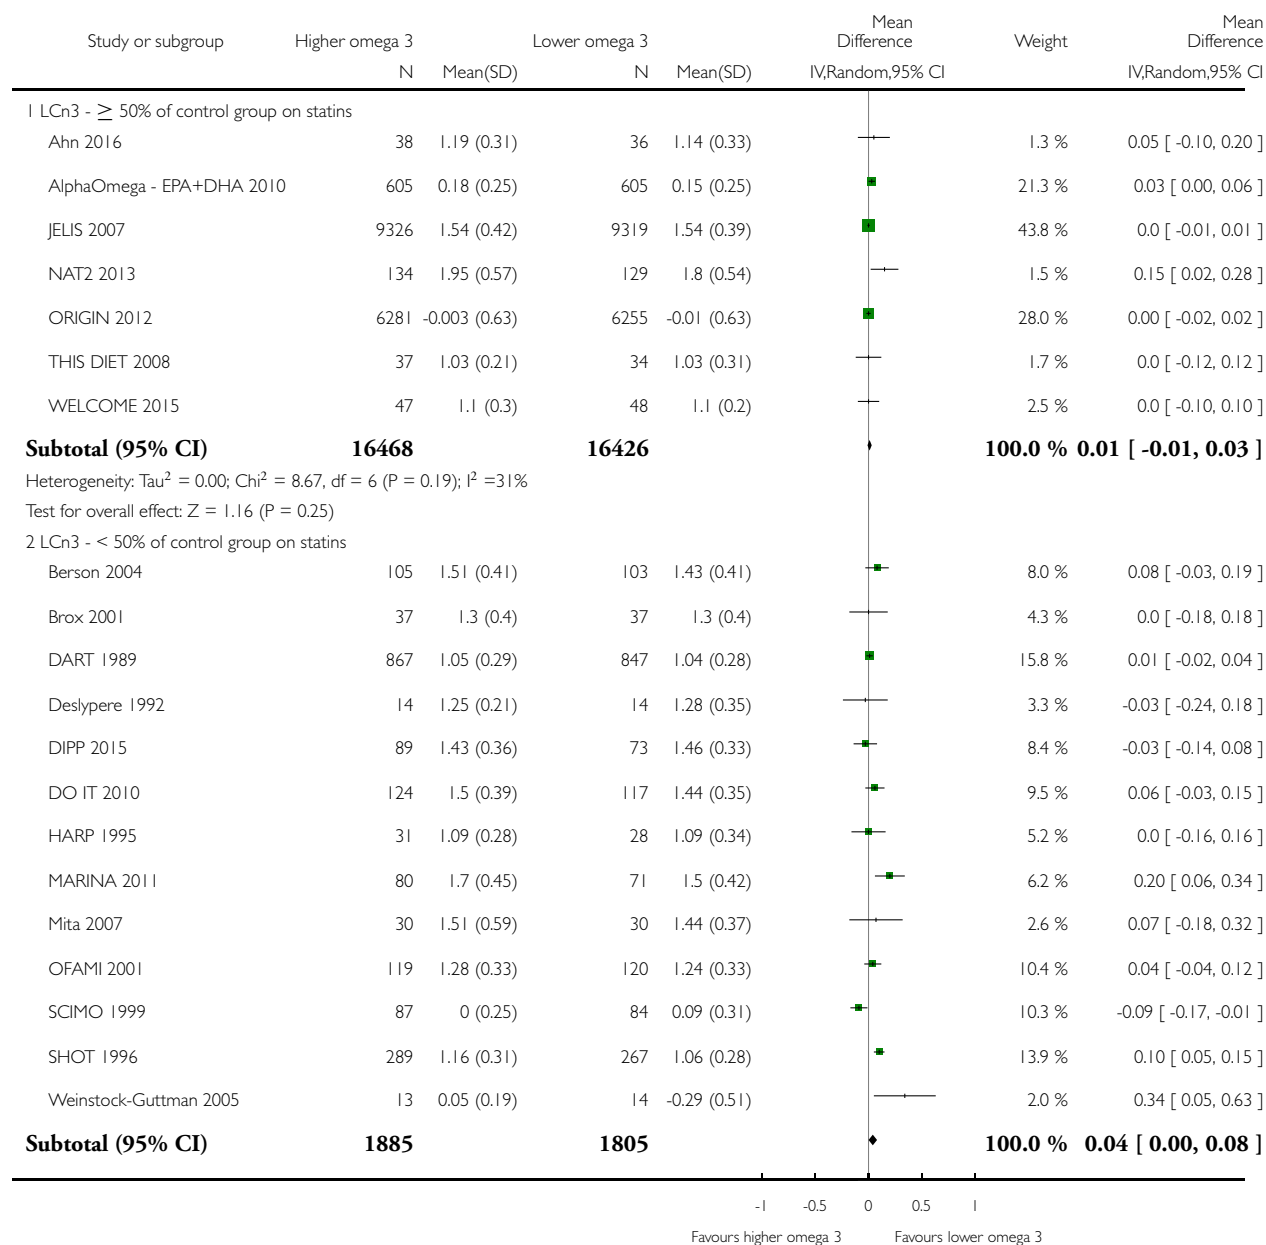 Study or subgroup Higher omega 3 Lower omega 3 Mean Difference Weight Mean Difference
N Mean(SD) N Mean(SD) IV,Random,95% CI IV,Random,95% CI
1 LCn3 - ≥ 50% of control group on statins
Ahn 2016 38 1.19 (0.31) 36 1.14 (0.33) 1.3 % 0.05 [ -0.10, 0.20 ]
AlphaOmega - EPA+DHA 2010 605 0.18 (0.25) 605 0.15 (0.25) 21.3 % 0.03 [ 0.00, 0.06 ]
JELIS 2007 9326 1.54 (0.42) 9319 1.54 (0.39) 43.8 % 0.0 [ -0.01, 0.01 ]
NAT2 2013 134 1.95 (0.57) 129 1.8 (0.54) 1.5 % 0.15 [ 0.02, 0.28 ]
ORIGIN 2012 6281 -0.003 (0.63) 6255 -0.01 (0.63) 28.0 % 0.00 [ -0.02, 0.02 ]
THIS DIET 2008 37 1.03 (0.21) 34 1.03 (0.31) 1.7 % 0.0 [ -0.12, 0.12 ]
WELCOME 2015 47 1.1 (0.3) 48 1.1 (0.2) 2.5 % 0.0 [ -0.10, 0.10 ]
Subtotal (95% CI) 16468 16426 100.0 % 0.01 [ -0.01, 0.03 ]
Heterogeneity: Tau² = 0.00; Chi² = 8.67, df = 6 (P = 0.19); I² =31%
Test for overall effect: Z = 1.16 (P = 0.25)
2 LCn3 - < 50% of control group on statins
Berson 2004 105 1.51 (0.41) 103 1.43 (0.41) 8.0 % 0.08 [ -0.03, 0.19 ]
Brox 2001 37 1.3 (0.4) 37 1.3 (0.4) 4.3 % 0.0 [ -0.18, 0.18 ]
DART 1989 867 1.05 (0.29) 847 1.04 (0.28) 15.8 % 0.01 [ -0.02, 0.04 ]
Deslypere 1992 14 1.25 (0.21) 14 1.28 (0.35) 3.3 % -0.03 [ -0.24, 0.18 ]
DIPP 2015 89 1.43 (0.36) 73 1.46 (0.33) 8.4 % -0.03 [ -0.14, 0.08 ]
DO IT 2010 124 1.5 (0.39) 117 1.44 (0.35) 9.5 % 0.06 [ -0.03, 0.15 ]
HARP 1995 31 1.09 (0.28) 28 1.09 (0.34) 5.2 % 0.0 [ -0.16, 0.16 ]
MARINA 2011 80 1.7 (0.45) 71 1.5 (0.42) 6.2 % 0.20 [ 0.06, 0.34 ]
Mita 2007 30 1.51 (0.59) 30 1.44 (0.37) 2.6 % 0.07 [ -0.18, 0.32 ]
OFAMI 2001 119 1.28 (0.33) 120 1.24 (0.33) 10.4 % 0.04 [ -0.04, 0.12 ]
SCIMO 1999 87 0 (0.25) 84 0.09 (0.31) 10.3 % -0.09 [ -0.17, -0.01 ]
SHOT 1996 289 1.16 (0.31) 267 1.06 (0.28) 13.9 % 0.10 [ 0.05, 0.15 ]
Weinstock-Guttman 2005 13 0.05 (0.19) 14 -0.29 (0.51) 2.0 % 0.34 [ 0.05, 0.63 ]
Subtotal (95% CI) 1885 1805 100.0 % 0.04 [ 0.00, 0.08 ]
-1 -0.5 0 0.5 1
Favours higher omega 3 Favours lower omega 3